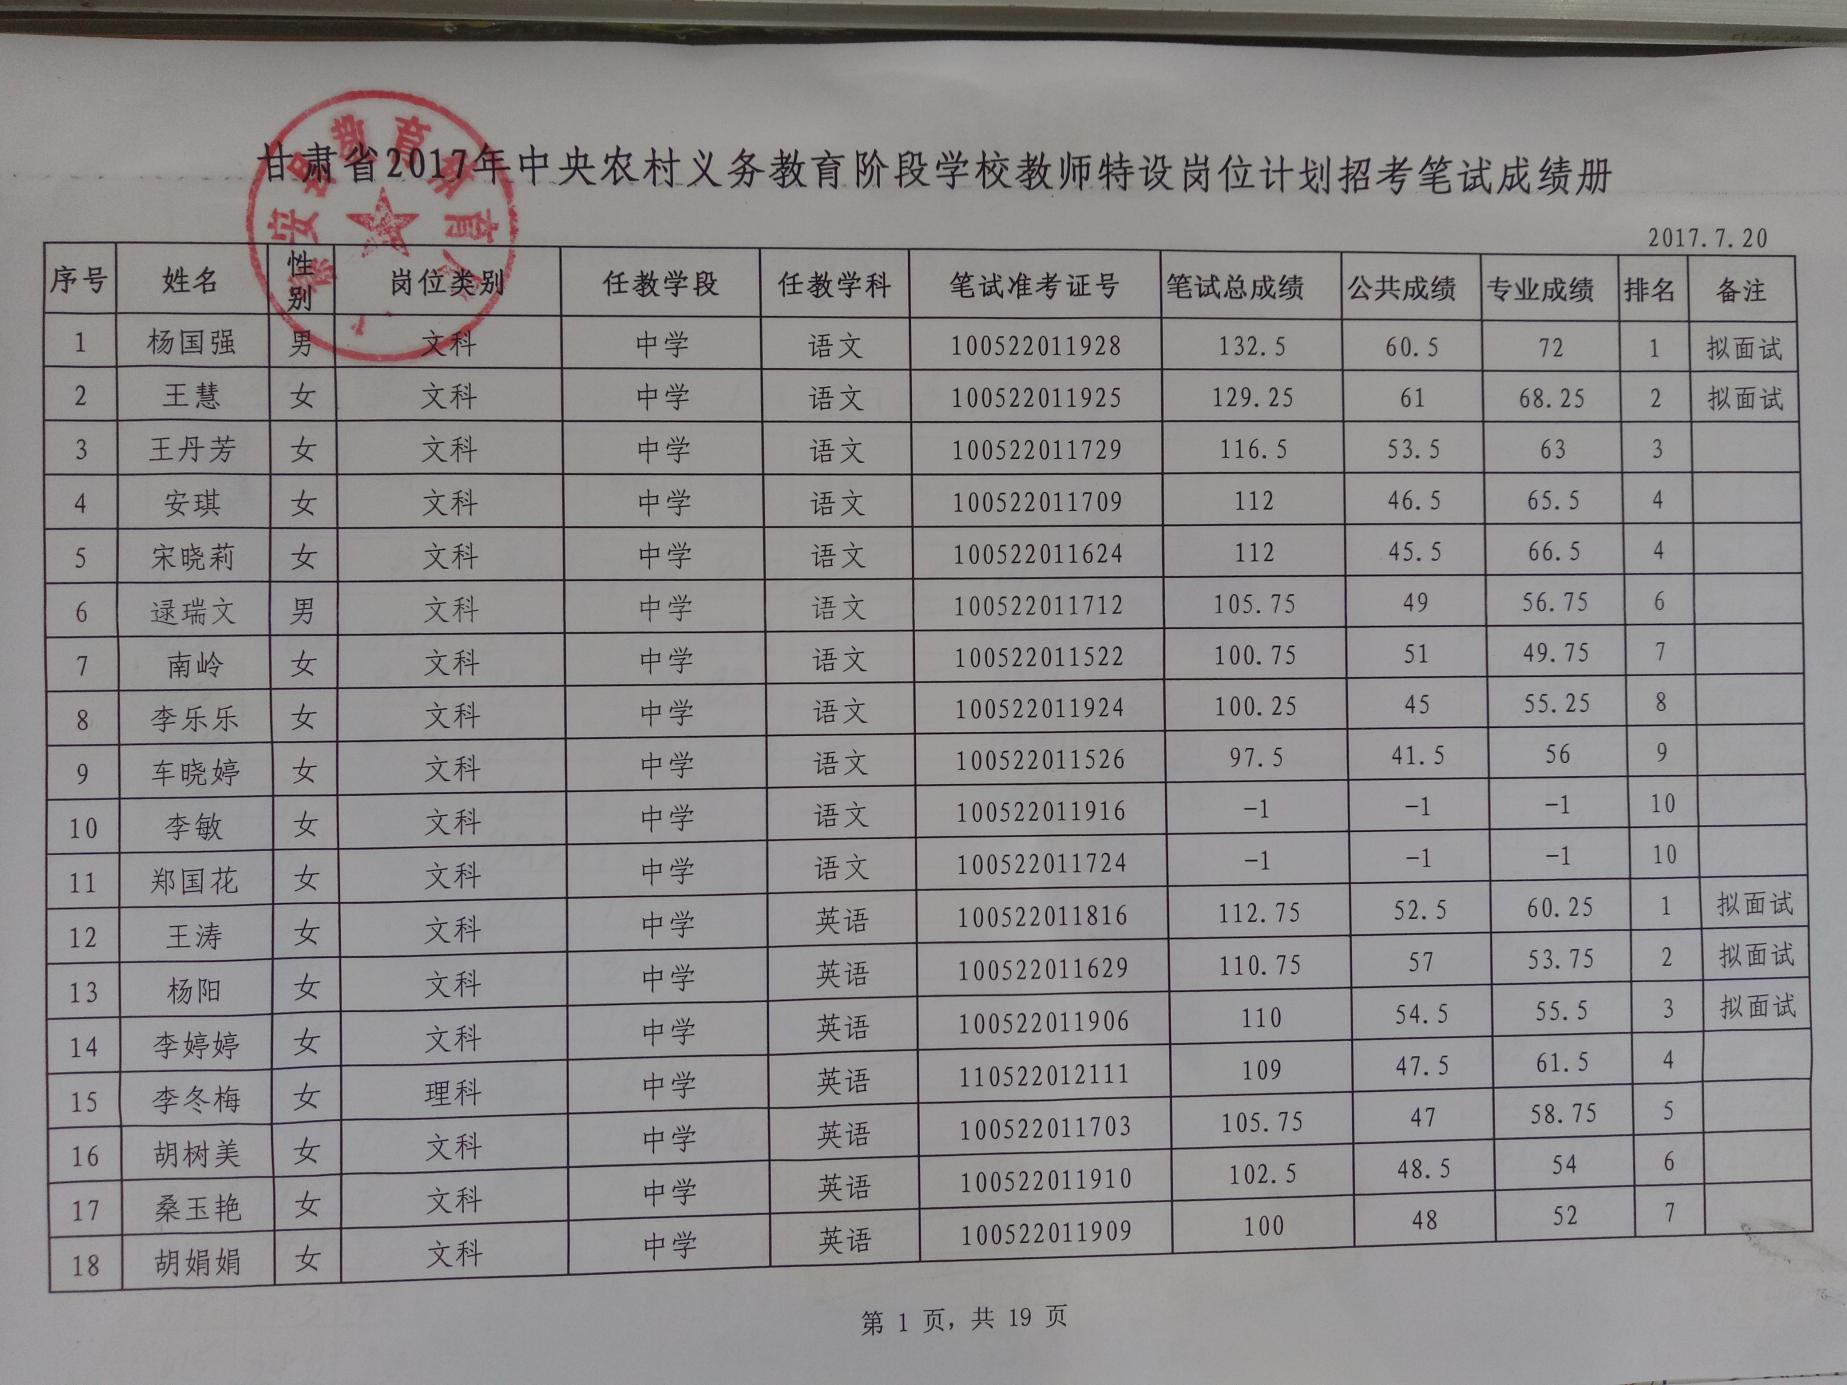 甘肃省2017年中央农村义务教育阶段学校教师特设岗位计划招考笔试成绩册
2017.7.20
序号 姓名 性别 岗位类别 任教学段 任教学科 笔试准考证号 笔试总成绩 公共成绩 专业成绩 排名 备注
1 杨国强 男 文科 中学 语文 100522011928 132.5 60.5 72 1 拟面试
2 王慧 女 文科 中学 语文 100522011925 129.25 61 68.25 2 拟面试
3 王丹芳 女 文科 中学 语文 100522011729 116.5 53.5 63 3
4 安琪 女 文科 中学 语文 100522011709 112 46.5 65.5 4
5 宋晓莉 女 文科 中学 语文 100522011624 112 45.5 66.5 4
6 逯瑞文 男 文科 中学 语文 100522011712 105.75 49 56.75 6
7 南岭 女 文科 中学 语文 100522011522 100.75 51 49.75 7
8 李乐乐 女 文科 中学 语文 100522011924 100.25 45 55.25 8
9 车晓婷 女 文科 中学 语文 100522011526 97.5 41.5 56 9
10 李敏 女 文科 中学 语文 100522011916 -1 -1 -1 10
11 郑国花 女 文科 中学 语文 100522011724 -1 -1 -1 10
12 王涛 女 文科 中学 英语 100522011816 112.75 52.5 60.25 1 拟面试
13 杨阳 女 文科 中学 英语 100522011629 110.75 57 53.75 2 拟面试
14 李婷婷 女 文科 中学 英语 100522011906 110 54.5 55.5 3 拟面试
15 李冬梅 女 理科 中学 英语 110522012111 109 47.5 61.5 4
16 胡树美 女 文科 中学 英语 100522011703 105.75 47 58.75 5
17 桑玉艳 女 文科 中学 英语 100522011910 102.5 48.5 54 6
18 胡娟娟 女 文科 中学 英语 100522011909 100 48 52 7
第 1 页，共 19 页